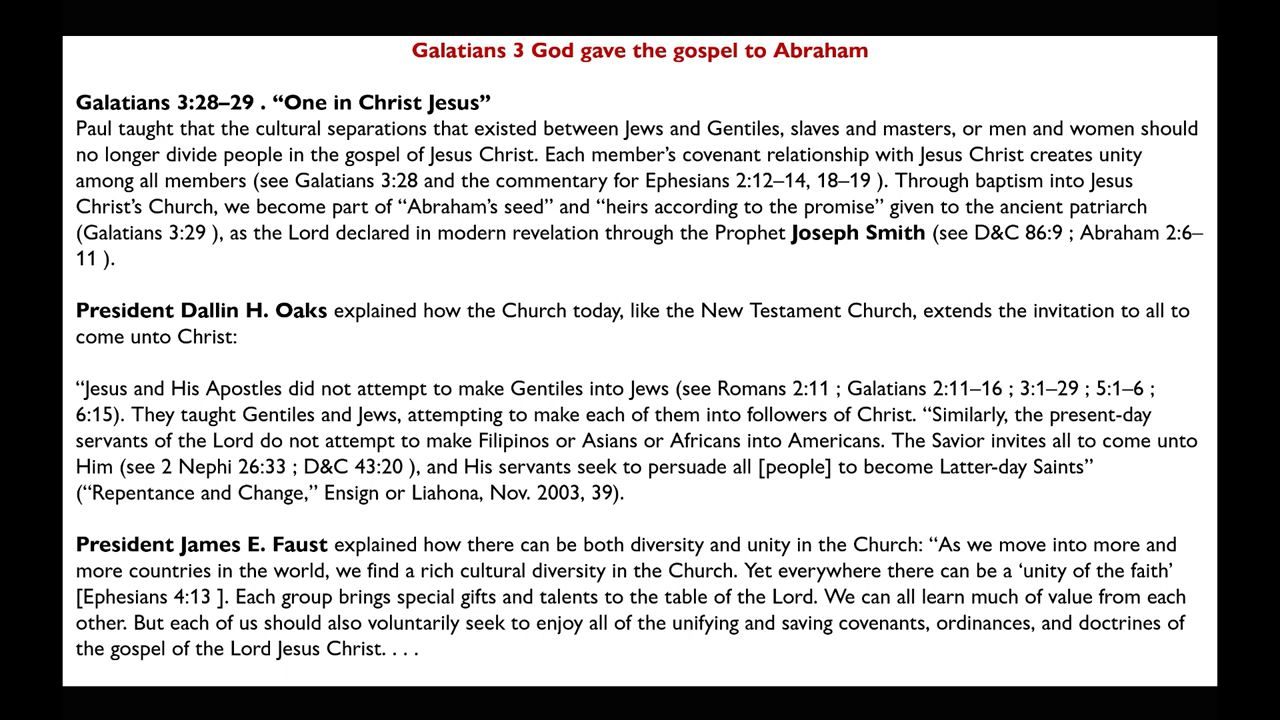 Galatians 3 God gave the gospel to Abraham
Galatians 3:28–29 . “One in Christ Jesus”
Paul taught that the cultural separations that existed between Jews and Gentiles, slaves and masters, or men and women should
no longer divide people in the gospel of Jesus Christ. Each member’s covenant relationship with Jesus Christ creates unity
among all members (see Galatians 3:28 and the commentary for Ephesians 2:12–14, 18–19 ). Through baptism into Jesus
Christ’s Church, we become part of “Abraham’s seed” and “heirs according to the promise” given to the ancient patriarch
(Galatians 3:29 ), as the Lord declared in modern revelation through the Prophet Joseph Smith (see D&C 86:9 ; Abraham 2:6–
11 ).
President Dallin H. Oaks explained how the Church today, like the New Testament Church, extends the invitation to all to
come unto Christ:
“Jesus and His Apostles did not attempt to make Gentiles into Jews (see Romans 2:11 ; Galatians 2:11–16 ; 3:1–29 ; 5:1–6 ;
6:15). They taught Gentiles and Jews, attempting to make each of them into followers of Christ. “Similarly, the present-day
servants of the Lord do not attempt to make Filipinos or Asians or Africans into Americans. The Savior invites all to come unto
Him (see 2 Nephi 26:33 ; D&C 43:20 ), and His servants seek to persuade all [people] to become Latter-day Saints”
(“Repentance and Change,” Ensign or Liahona, Nov. 2003, 39).
President James E. Faust explained how there can be both diversity and unity in the Church: “As we move into more and
more countries in the world, we find a rich cultural diversity in the Church. Yet everywhere there can be a ‘unity of the faith’
[Ephesians 4:13 ]. Each group brings special gifts and talents to the table of the Lord. We can all learn much of value from each
other. But each of us should also voluntarily seek to enjoy all of the unifying and saving covenants, ordinances, and doctrines of
the gospel of the Lord Jesus Christ. . . .